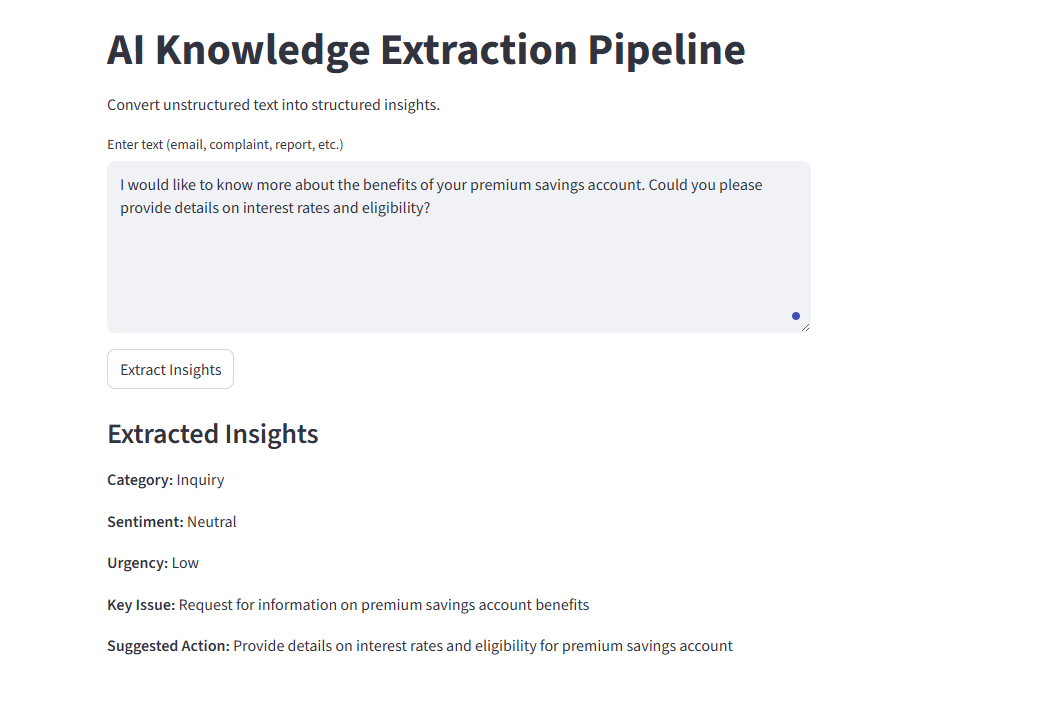 AI Knowledge Extraction Pipeline
Convert unstructured text into structured insights.
Enter text (email, complaint, report, etc.)
I would like to know more about the benefits of your premium savings account. Could you please
provide details on interest rates and eligibility?
Extract Insights
Extracted Insights
Category: Inquiry
Sentiment: Neutral
Urgency: Low
Key Issue: Request for information on premium savings account benefits
Suggested Action: Provide details on interest rates and eligibility for premium savings account